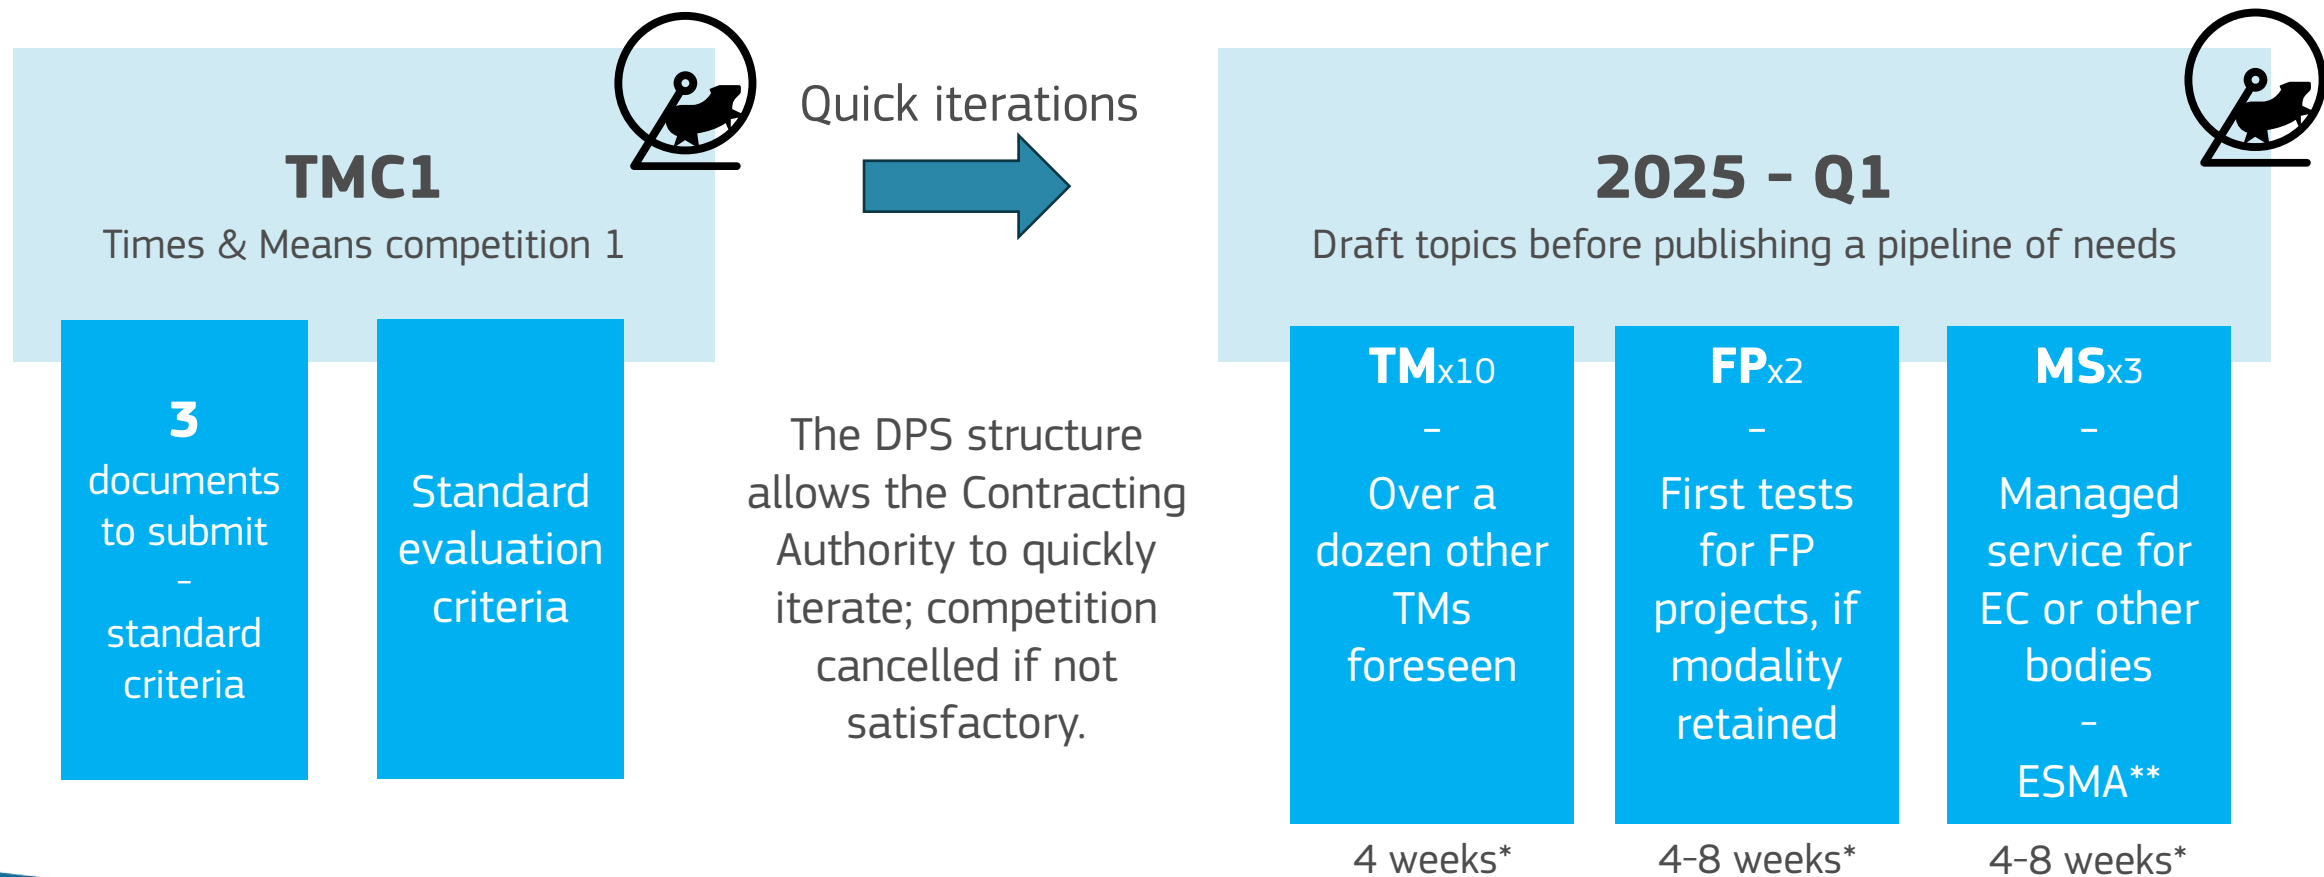 TMC1
Times & Means competition 1
3
documents
to submit
–
standard
criteria
Standard
evaluation
criteria
Quick iterations
The DPS structure
allows the Contracting
Authority to quickly
iterate; competition
cancelled if not
satisfactory.
2025 - Q1
Draft topics before publishing a pipeline of needs
TMx10
–
Over a
dozen other
TMs
foreseen
4 weeks*
FPx2
–
First tests
for FP
projects, if
modality
retained
4-8 weeks*
MSx3
–
Managed
service for
EC or other
bodies
–
ESMA**
4-8 weeks*